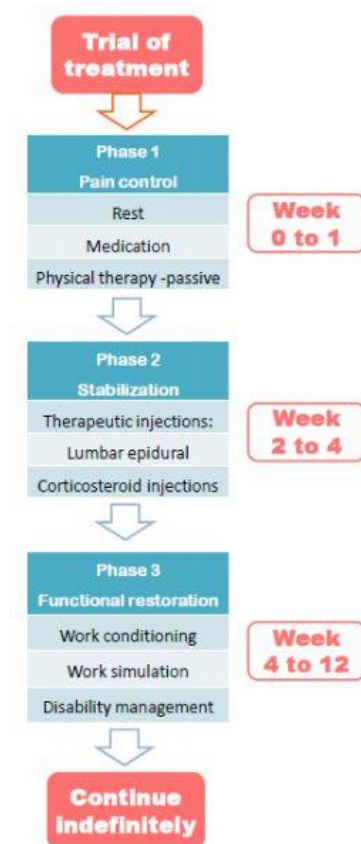 Trial of
treatment
Phase 1
Pain control
Rest
Medication
Physical therapy -passive
Week
0 to 1
Phase 2
Stabilization
Therapeutic injections:
Lumbar epidural
Corticosteroid injections
Week
2 to 4
Phase 3
Functional restoration
Work conditioning
Work simulation
Disability management
Week
4 to 12
Continue
indefinitely